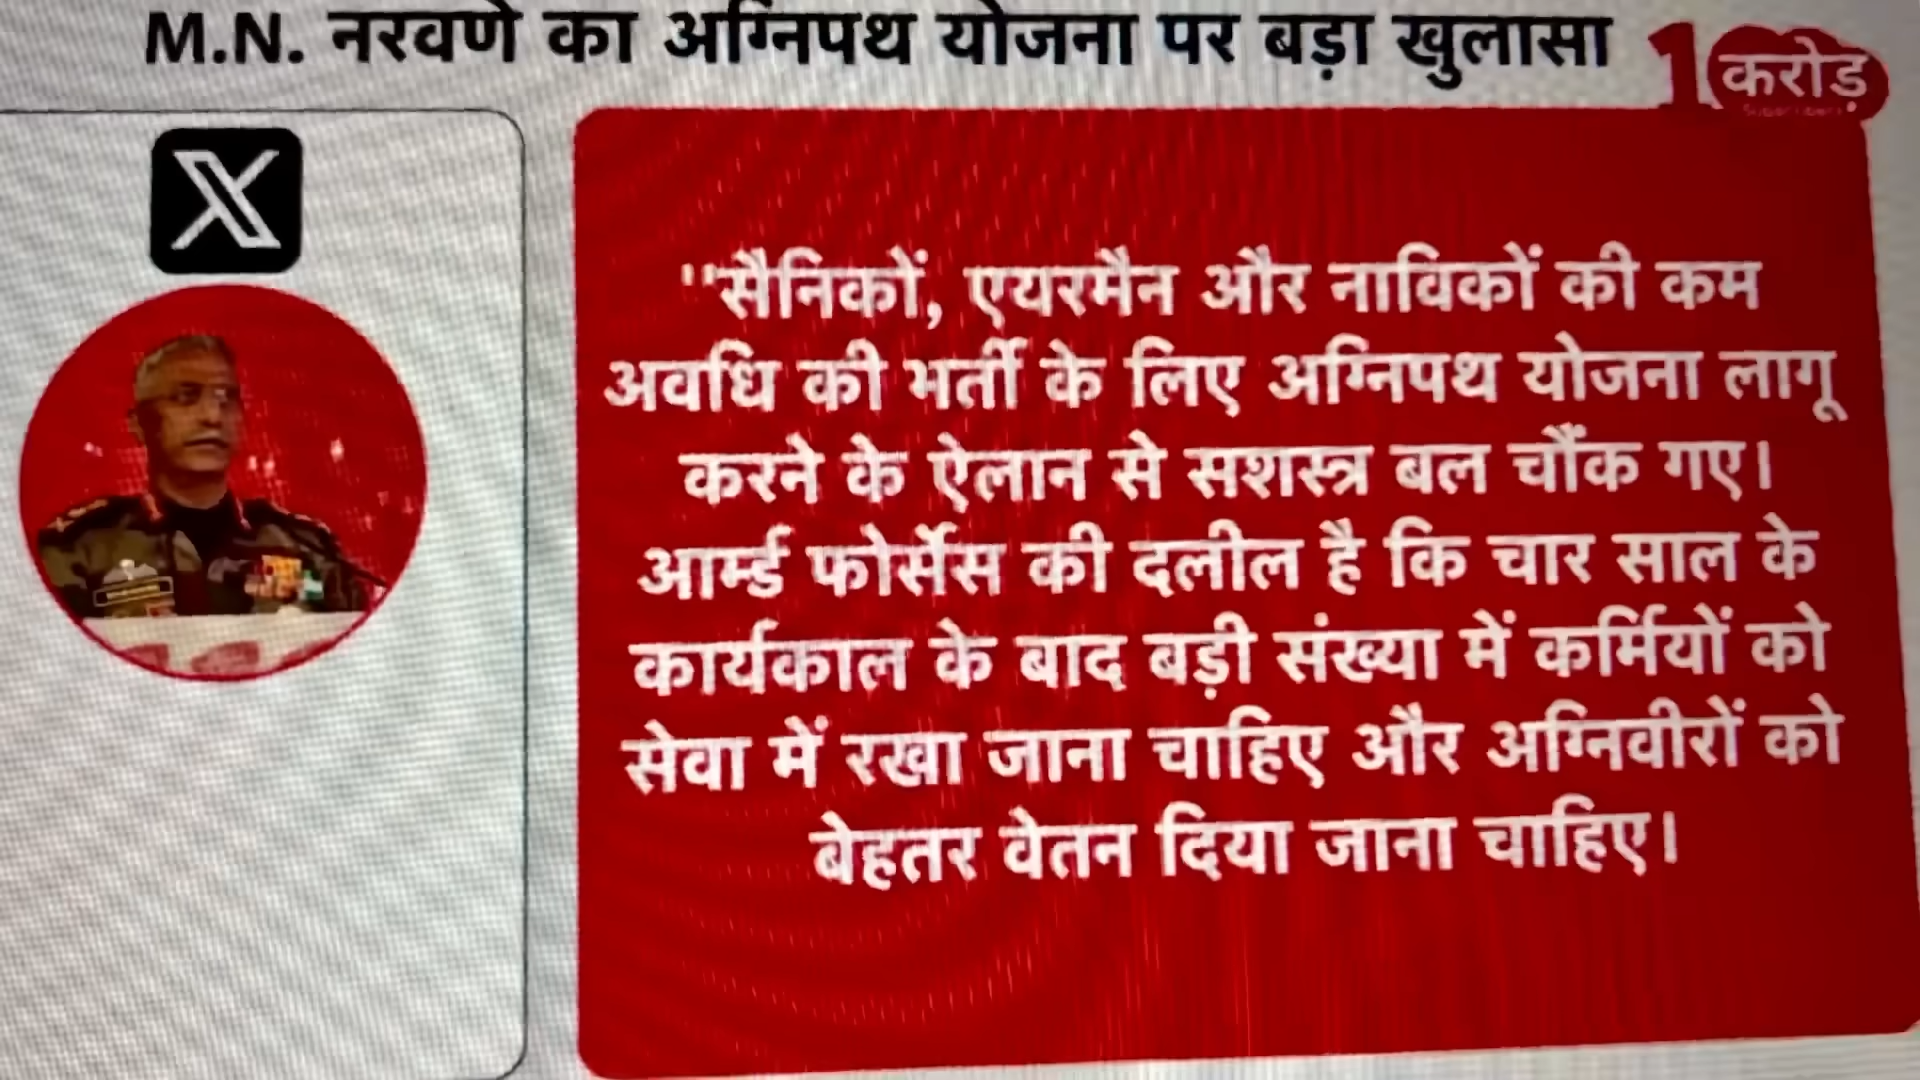 M.N. नरवणे का अग्निपथ योजना पर बड़ा खुलासा
10 करोड़
X
"सैनिकों, एयरमैन और नाविकों की कम
अवधि की भर्ती के लिए अग्निपथ योजना लागू
करने के ऐलान से सशस्त्र बल चौंक गए।
आर्म्ड फोर्सेस की दलील है कि चार साल के
कार्यकाल के बाद बड़ी संख्या में कर्मियों को
सेवा में रखा जाना चाहिए और अग्निवीरों को
बेहतर वेतन दिया जाना चाहिए।